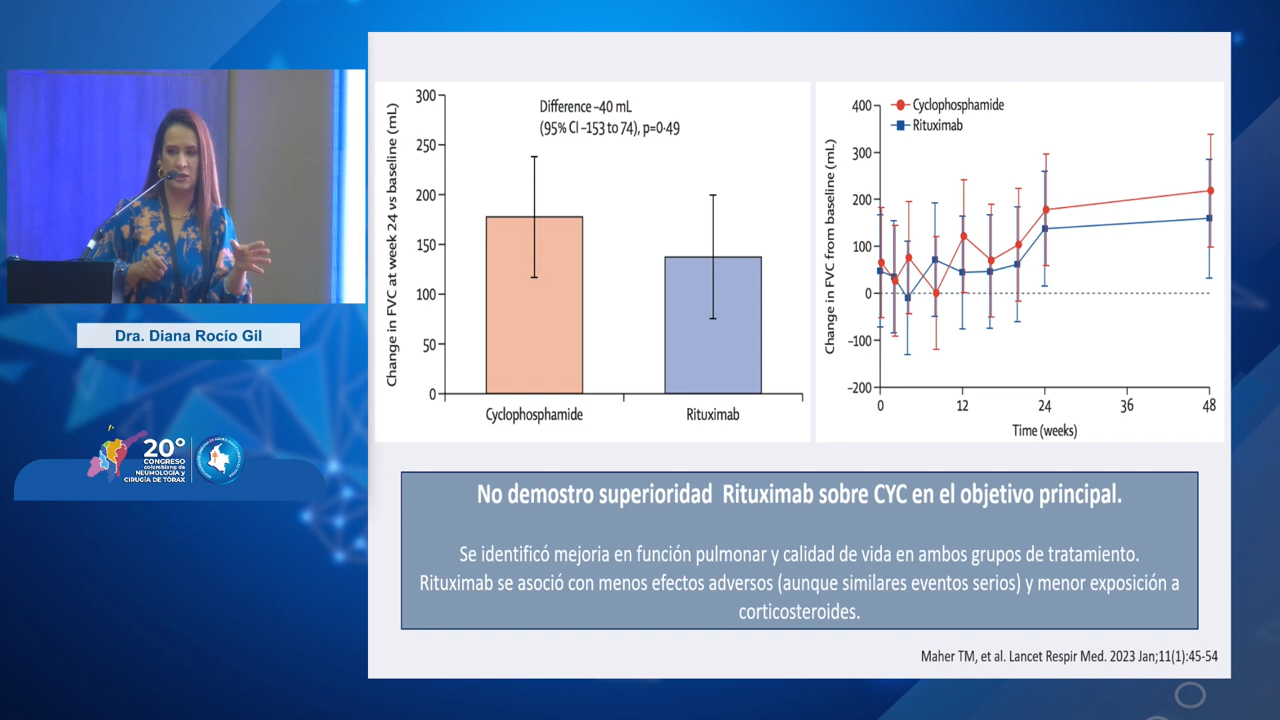 300
250
200
150
100
50
0
Change in FVC at week 24 vs baseline (mL)
Difference –40 mL
(95% CI –153 to 74), p=0·49
Cyclophosphamide
Rituximab
400
300
200
100
0
–100
–200
Change in FVC from baseline (mL)
Cyclophosphamide
Rituximab
0
12
24
36
48
Time (weeks)
Dra. Diana Rocío Gil
20°
CONGRESO
colombiano de
NEUMOLOGÍA y
CIRUGÍA DE TÓRAX
No demostro superioridad Rituximab sobre CYC en el objetivo principal.
Se identificó mejoria en función pulmonar y calidad de vida en ambos grupos de tratamiento.
Rituximab se asoció con menos efectos adversos (aunque similares eventos serios) y menor exposición a
corticosteroides.
Maher TM, et al. Lancet Respir Med. 2023 Jan;11(1):45-54